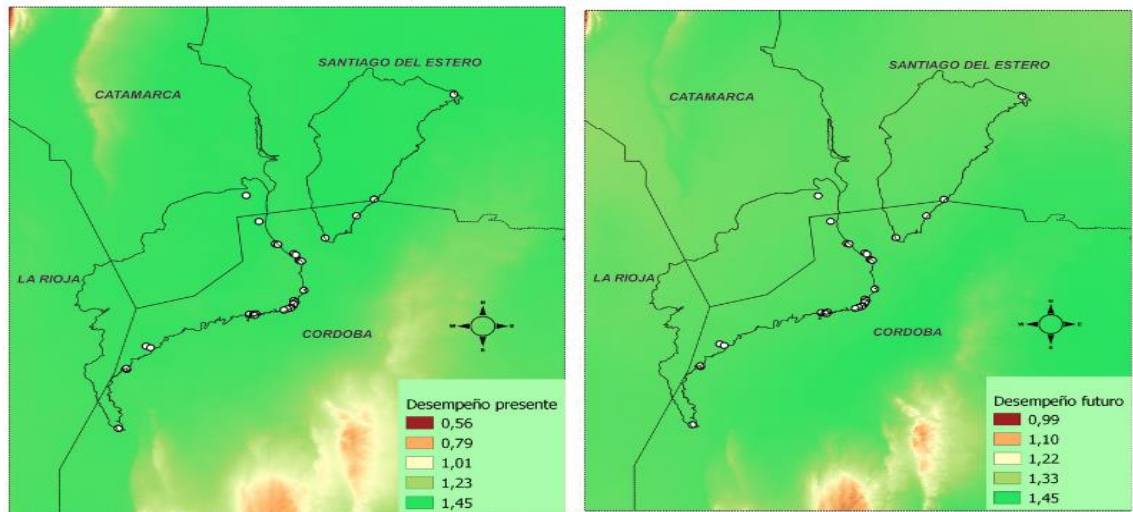 SANTIAGO DEL ESTERO
CATAMARCA
LA RIOJA
CORDOBA
N
S
Desempeño presente
0,56
0,79
1,01
1,23
1,45
SANTIAGO DEL ESTERO
CATAMARCA
LA RIOJA
CORDOBA
N
S
Desempeño futuro
0,99
1,10
1,22
1,33
1,45